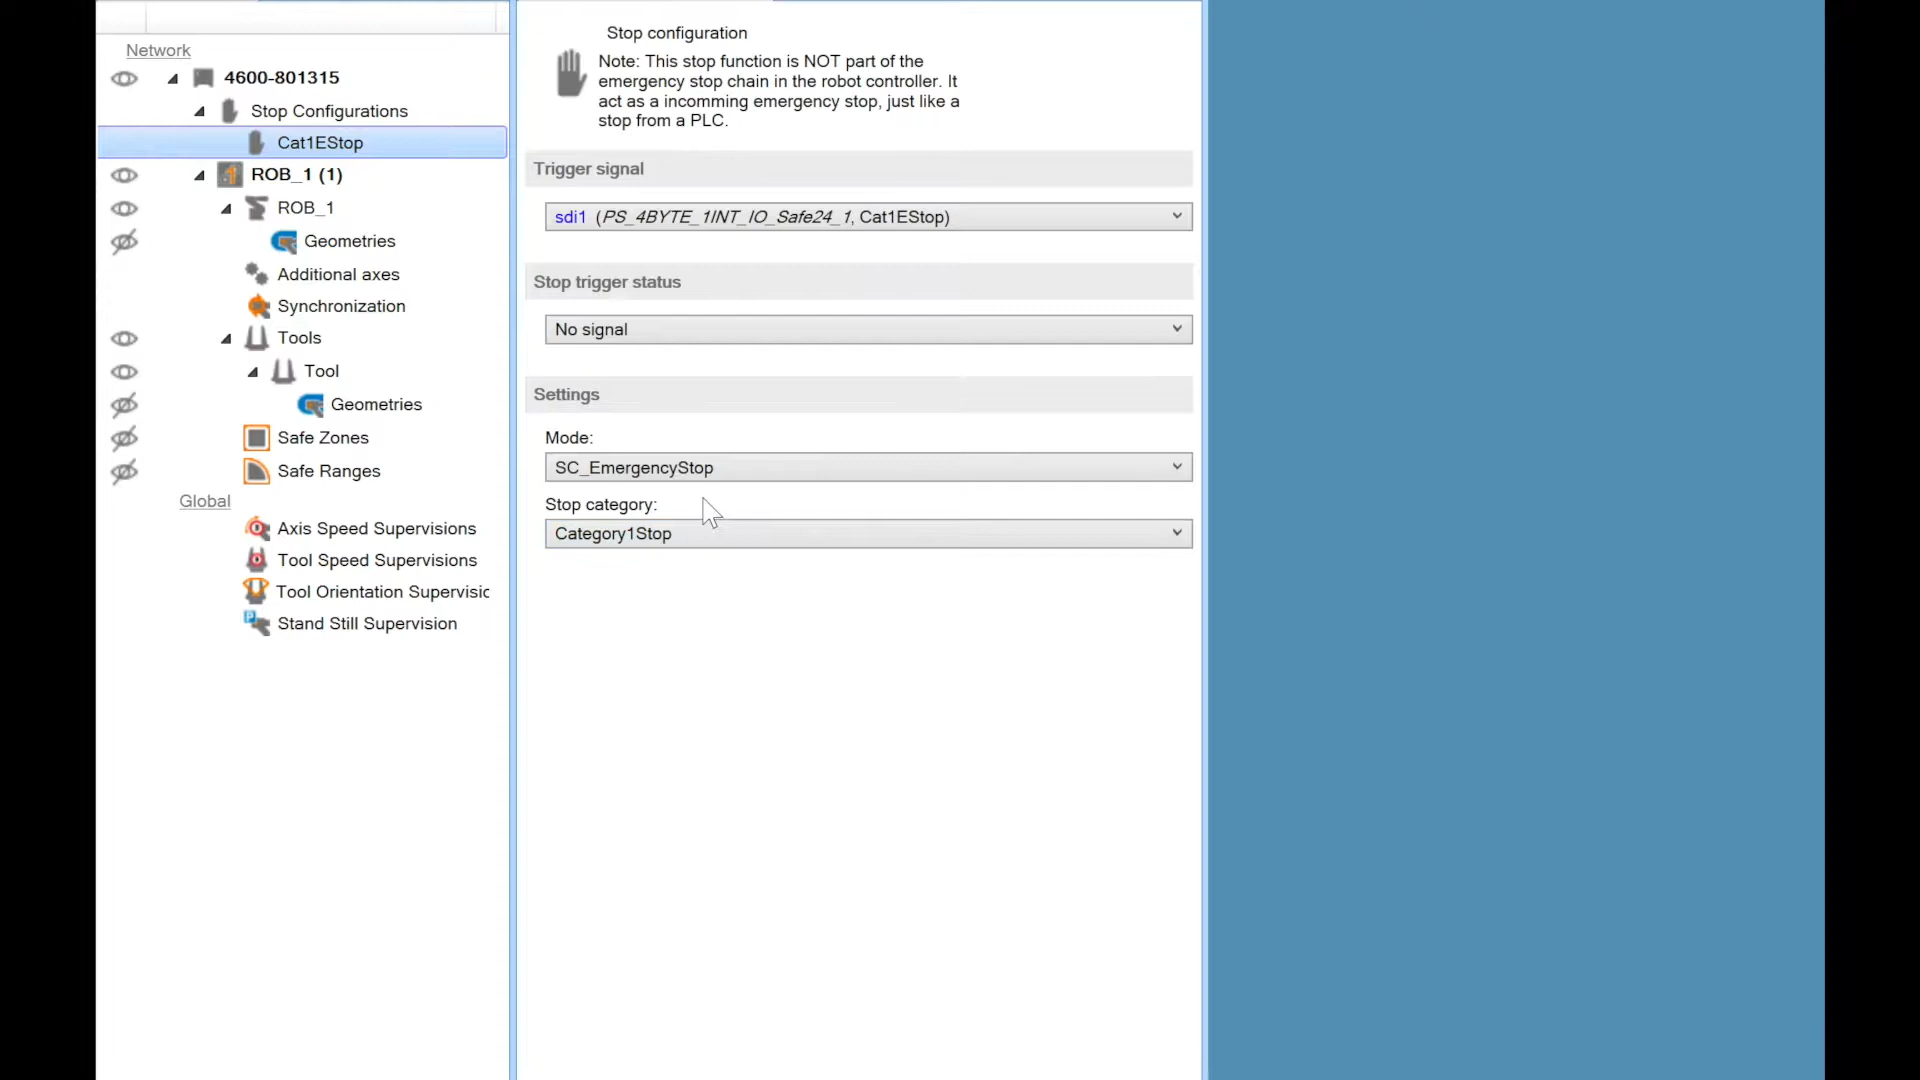 Network
4600-801315
Stop Configurations
Cat1EStop
ROB_1 (1)
ROB_1
Geometries
Additional axes
Synchronization
Tools
Tool
Geometries
Safe Zones
Safe Ranges
Global
Axis Speed Supervisions
Tool Speed Supervisions
Tool Orientation Supervisic
Stand Still Supervision
Stop configuration
Note: This stop function is NOT part of the
emergency stop chain in the robot controller. It
act as a incomming emergency stop, just like a
stop from a PLC.
Trigger signal
sdi1 (PS_4BYTE_1INT_IO_Safe24_1, Cat1EStop)
Stop trigger status
No signal
Settings
Mode:
SC_EmergencyStop
Stop category:
Category1Stop